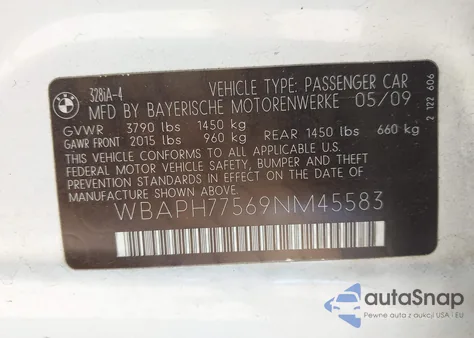 BMW
328iA-4 VEHICLE TYPE: PASSENGER CAR
MFD BY BAYERISCHE MOTORENWERKE 05/09
GVWR 3790 lbs 1450 kg
GAWR FRONT 2015 lbs 960 kg REAR 1450 lbs 660 kg
THIS VEHICLE CONFORMS TO ALL APPLICABLE U.S.
FEDERAL MOTOR VEHICLE SAFETY, BUMPER, AND
THEFT PREVENTION STANDARDS IN EFFECT ON THE DATE
OF MANUFACTURE SHOWN ABOVE.
WBAPH77569NM45583
2 122 606
autoSnap
Pewne auta z USA - EU